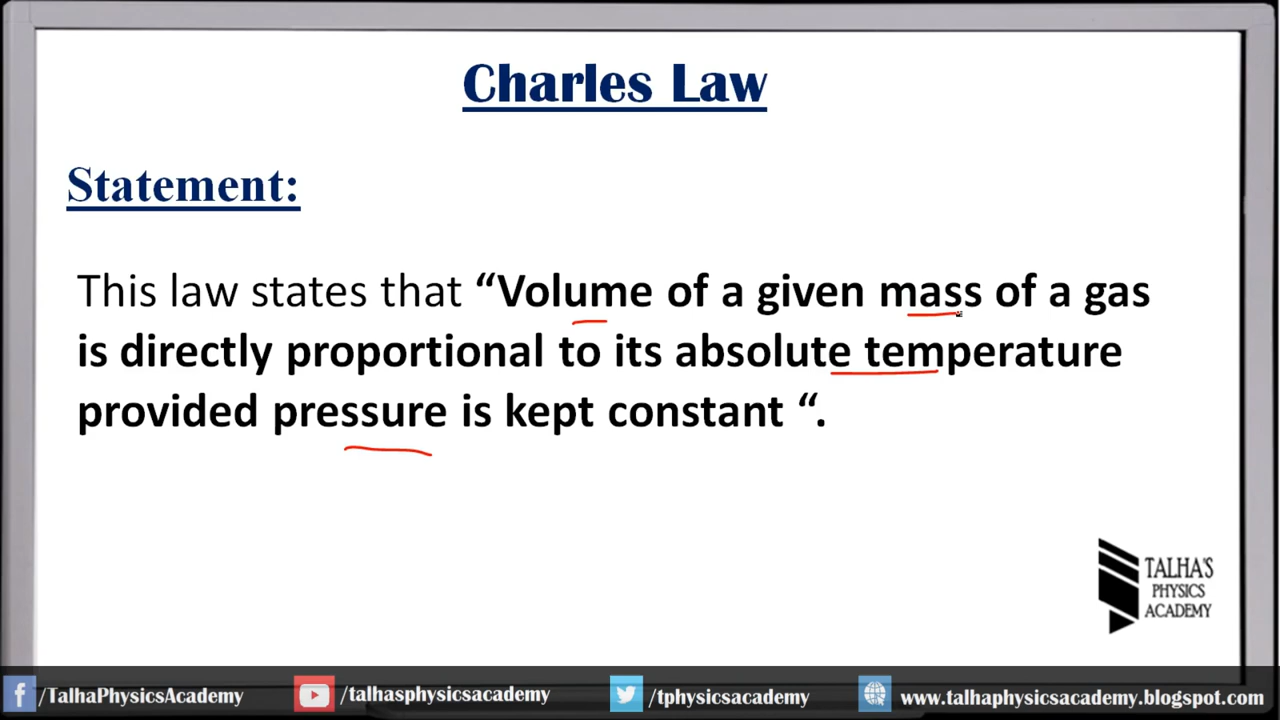 Charles Law
Statement:
This law states that “Volume of a given mass of a gas
is directly proportional to its absolute temperature
provided pressure is kept constant “.
TALHA'S
PHYSICS
ACADEMY
/TalhaPhysicsAcademy
/talhasphysicsacademy
/tphysicsacademy
www.talhaphysicsacademy.blogspot.com